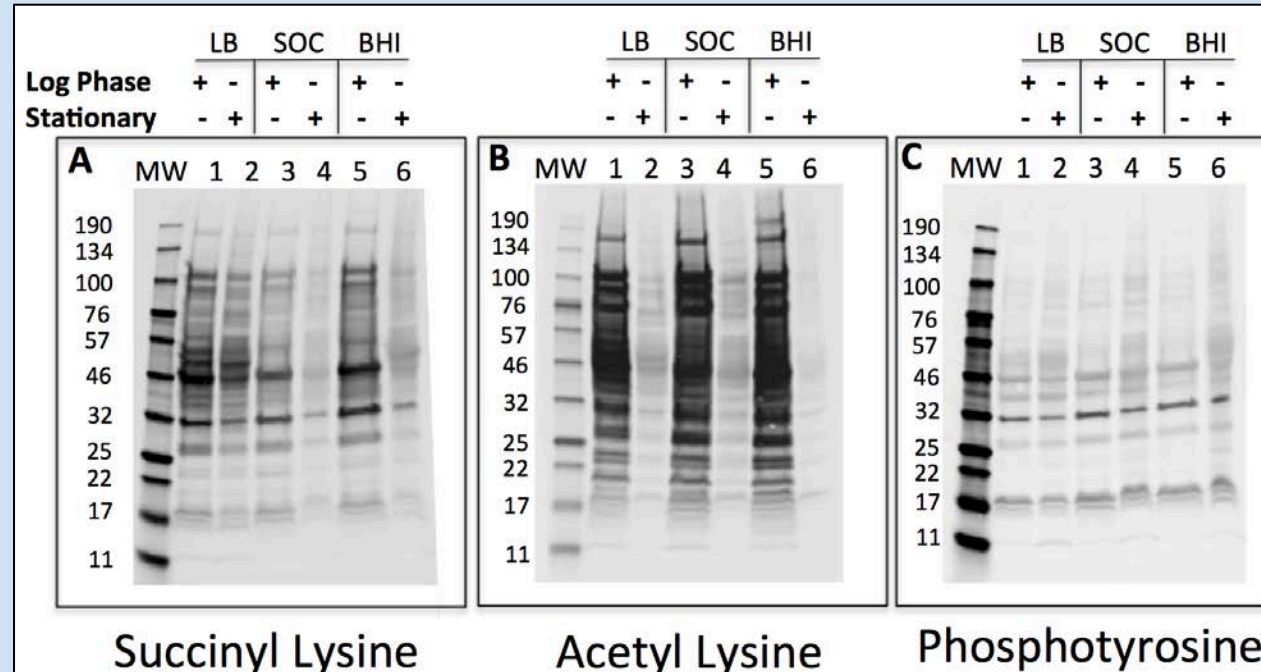 LB SOC BHI LB SOC BHI LB SOC BHI
Log Phase + - + - + - + - + - + - + - + - + -
Stationary - + - + - + - + - + - + - + - + - +
A
MW 1 2 3 4 5 6
190
134
100
76
57
46
32
25
22
17
11
Succinyl Lysine
B
MW 1 2 3 4 5 6
190
134
100
76
57
46
32
25
22
17
11
Acetyl Lysine
C
MW 1 2 3 4 5 6
190
134
100
76
57
46
32
25
22
17
11
Phosphotyrosine